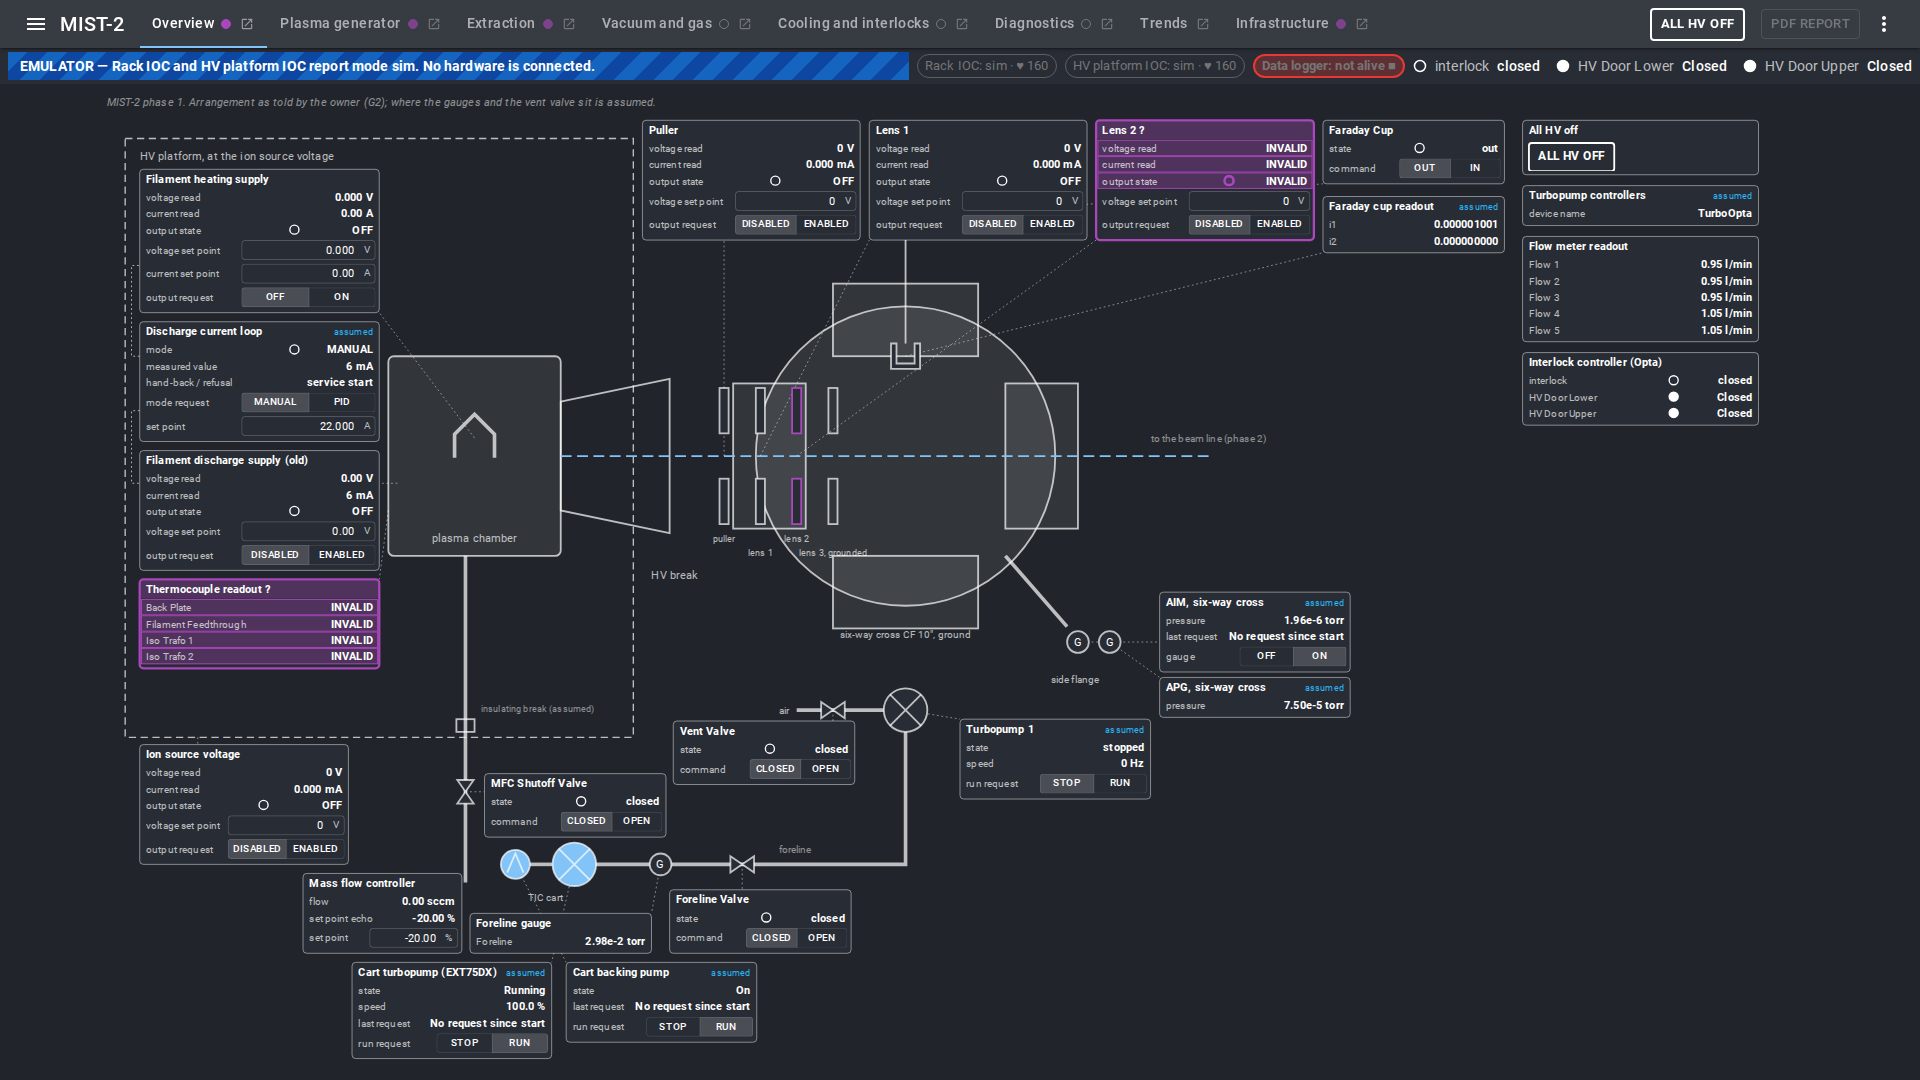 MIST-2
Overview
Plasma generator
Extraction
Vacuum and gas
Cooling and interlocks
Diagnostics
Trends
Infrastructure
ALL HV OFF
PDF REPORT
EMULATOR — Rack IOC and HV platform IOC report mode sim. No hardware is connected.
Rack IOC: sim · ♥ 160
HV platform IOC: sim · ♥ 160
Data logger: not alive ■
interlock closed
HV Door Lower Closed
HV Door Upper Closed
MIST-2 phase 1. Arrangement as told by the owner (G2); where the gauges and the vent valve sit is assumed.
HV platform, at the ion source voltage
Filament heating supply
voltage read 0.000 V
current read 0.00 A
output state OFF
voltage set point 0.000 V
current set point 0.00 A
output request OFF ON
Discharge current loop assumed
mode MANUAL
measured value 6 mA
hand-back / refusal service start
mode request MANUAL PID
set point 22.000 A
Filament discharge supply (old)
voltage read 0.00 V
current read 6 mA
output state OFF
voltage set point 0.00 V
output request DISABLED ENABLED
Thermocouple readout ?
Back Plate INVALID
Filament Feedthrough INVALID
Iso Trafo 1 INVALID
Iso Trafo 2 INVALID
plasma chamber
insulating break (assumed)
HV break
Puller
voltage read 0 V
current read 0.000 mA
output state OFF
voltage set point 0 V
output request DISABLED ENABLED
Lens 1
voltage read 0 V
current read 0.000 mA
output state OFF
voltage set point 0 V
output request DISABLED ENABLED
Lens 2 ?
voltage read INVALID
current read INVALID
output state INVALID
voltage set point 0 V
output request DISABLED ENABLED
Faraday Cup
state out
command OUT IN
Faraday cup readout assumed
i1 0.000001001
i2 0.000000000
All HV off
ALL HV OFF
Turbopump controllers assumed
device name TurboOpta
Flow meter readout
Flow 1 0.95 l/min
Flow 2 0.95 l/min
Flow 3 0.95 l/min
Flow 4 1.05 l/min
Flow 5 1.05 l/min
Interlock controller (Opta)
interlock closed
HV Door Lower Closed
HV Door Upper Closed
to the beam line (phase 2)
puller
lens 1
lens 2
lens 3, grounded
six-way cross CF 10", ground
G
G
side flange
AIM, six-way cross assumed
pressure 1.96e-6 torr
last request No request since start
gauge OFF ON
APG, six-way cross assumed
pressure 7.50e-5 torr
air
Vent Valve
state closed
command CLOSED OPEN
Turbopump 1 assumed
state stopped
speed 0 Hz
run request STOP RUN
Ion source voltage
voltage read 0 V
current read 0.000 mA
output state OFF
voltage set point 0 V
output request DISABLED ENABLED
MFC Shutoff Valve
state closed
command CLOSED OPEN
foreline
G
TIC cart
Mass flow controller
flow 0.00 sccm
set point echo -20.00 %
set point -20.00 %
Foreline gauge
Foreline 2.98e-2 torr
Foreline Valve
state closed
command CLOSED OPEN
Cart turbopump (EXT75DX) assumed
state Running
speed 100.0 %
last request No request since start
run request STOP RUN
Cart backing pump assumed
state On
last request No request since start
run request STOP RUN